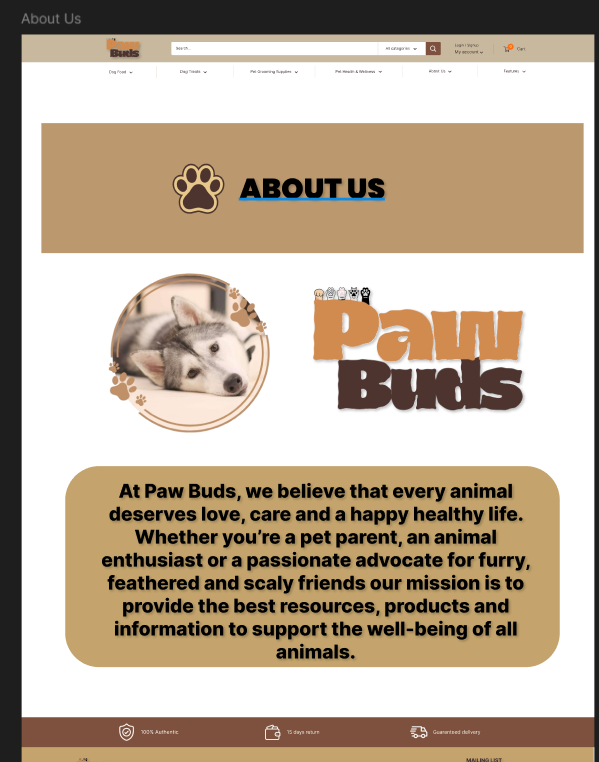 About Us
Paw
Buds
Search...
All categories
Login / Signup
My account
Cart
Dog Food
Dog Treats
Pet Grooming Supplies
Pet Health & Wellness
About Us
Features
ABOUT US
Paw
Buds
At Paw Buds, we believe that every animal
deserves love, care and a happy healthy life.
Whether you’re a pet parent, an animal
enthusiast or a passionate advocate for furry,
feathered and scaly friends our mission is to
provide the best resources, products and
information to support the well-being of all
animals.
100% Authentic
15 days return
Guaranteed delivery
MAILING LIST